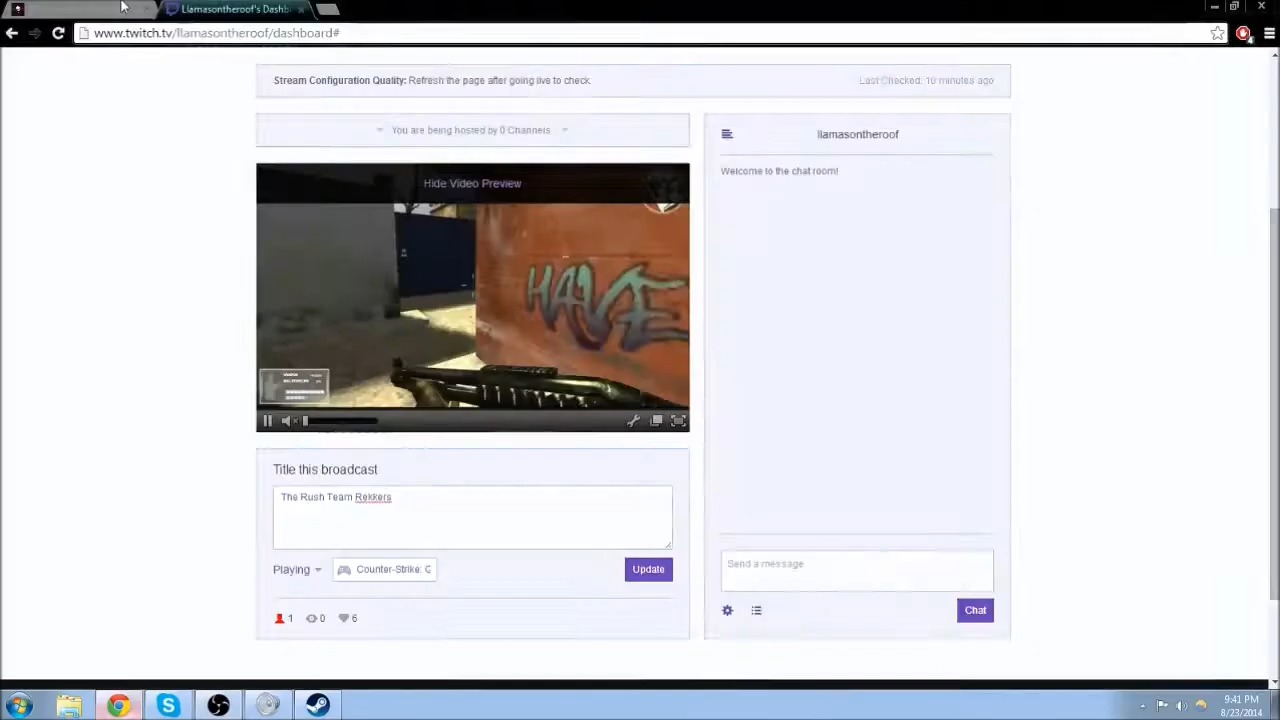 Llamasontheroof's Dashb
www.twitch.tv/llamasontheroof/dashboard#
4
Stream Configuration Quality: Refresh the page after going live to check.
Last Checked: 10 minutes ago
You are being hosted by 0 Channels
llamasontheroof
Hide Video Preview
Welcome to the chat room!
HAVE
Title this broadcast
The Rush Team Rekkers
Playing
Counter-Strike: G
Update
Send a message
1 0 6
Chat
9:41 PM
8/23/2014